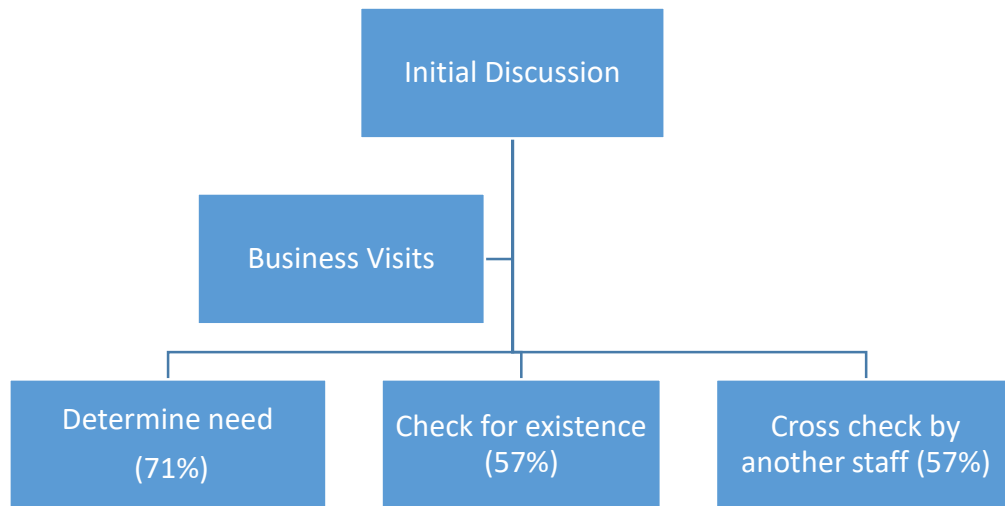 Initial Discussion
Business Visits
Determine need
(71%)
Check for existence
(57%)
Cross check by
another staff (57%)